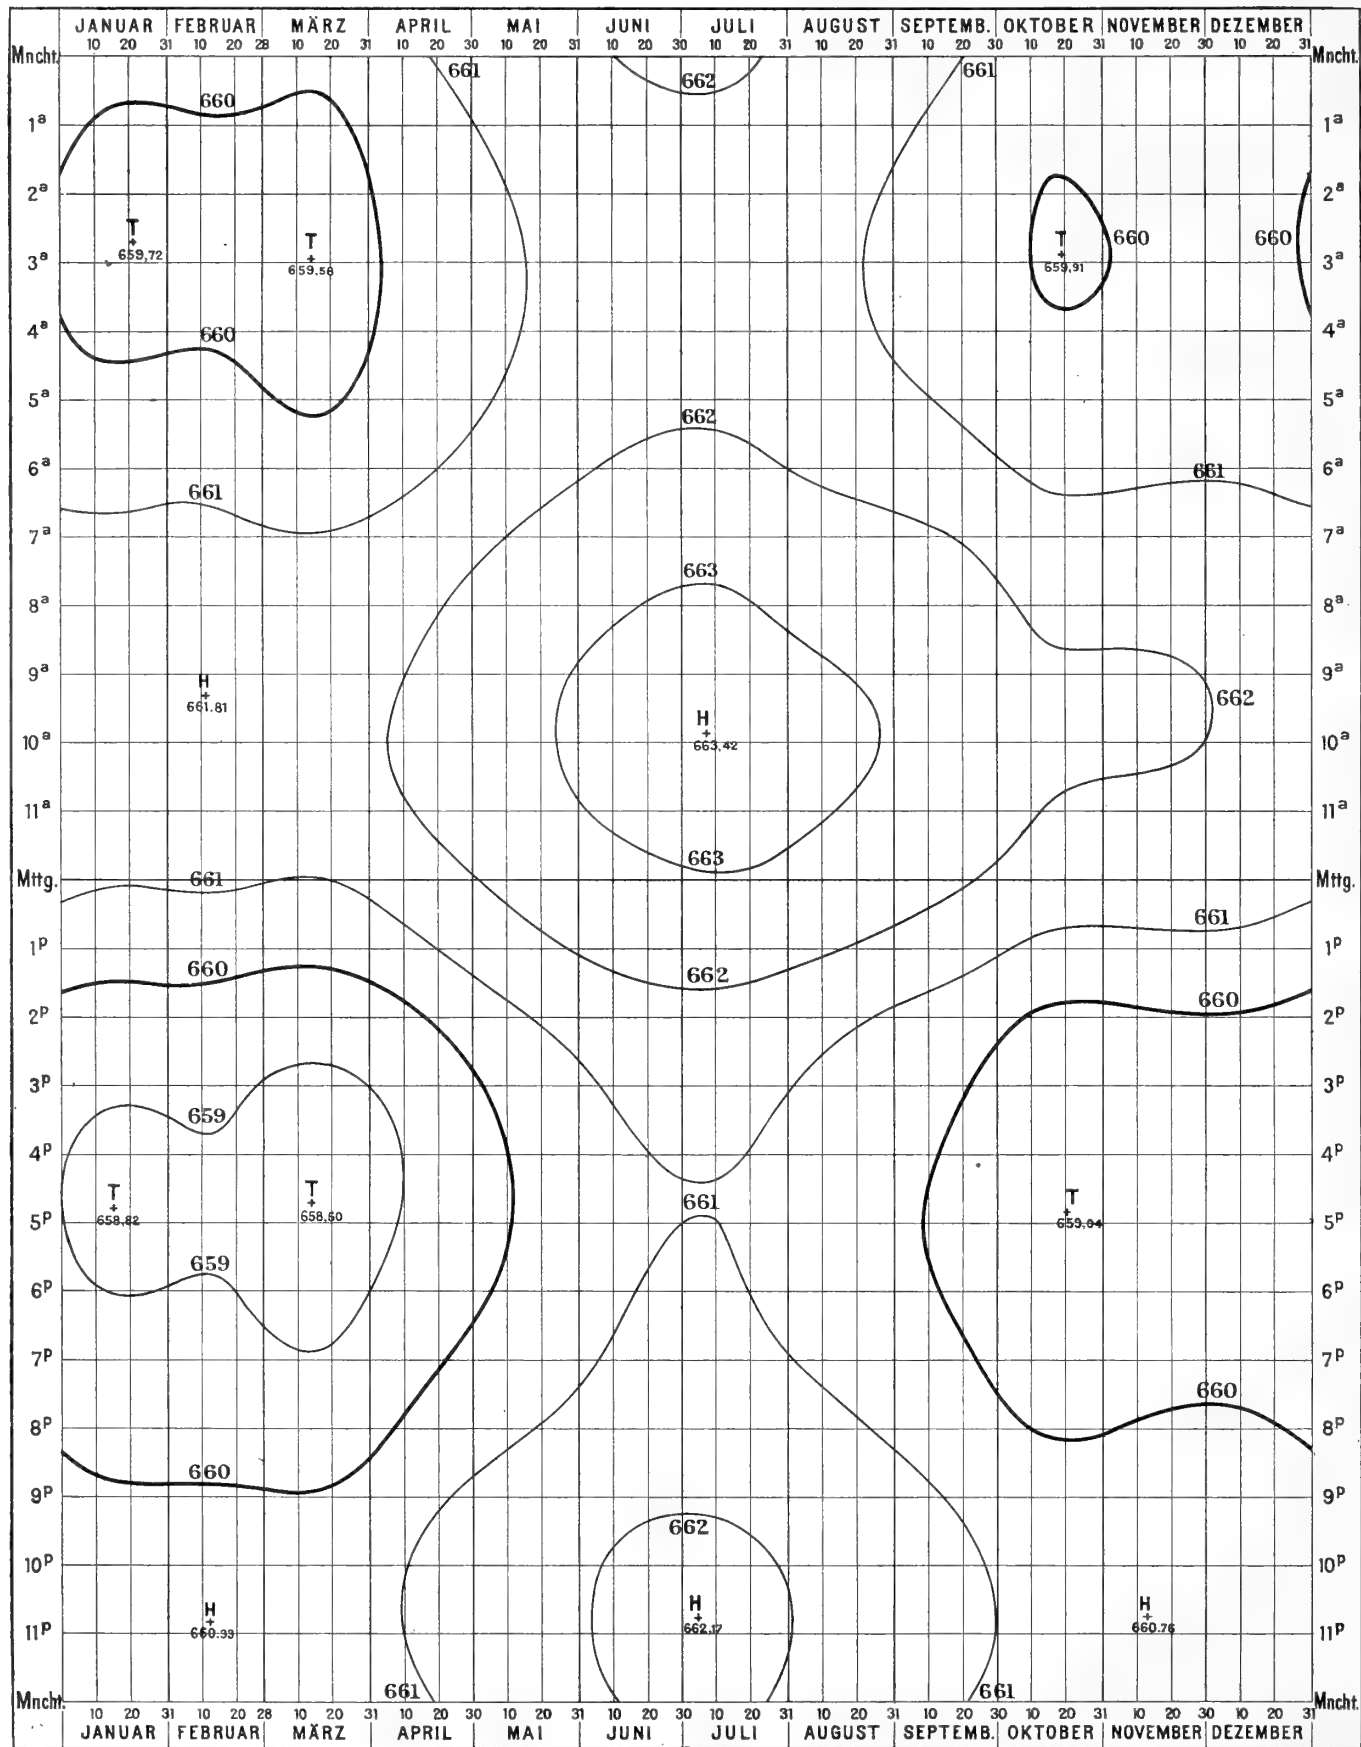 JANUAR FEBRUAR MÄRZ APRIL MAI JUNI JULI AUGUST SEPTEMB. OKTOBER NOVEMBER DEZEMBER
10 20 31 10 20 28 10 20 31 10 20 30 10 20 31 10 20 30 10 20 31 10 20 31 10 20 30 10 20 31 10 20 30 10 20 31
Mncht. 661 662 661 Mncht.
660
1ª 1ª
2ª 2ª
T T T 660 660
659,72 659,58 659,91
3ª 3ª
660
4ª 4ª
5ª 5ª
662
6ª 661 6ª
661
7ª 7ª
663
8ª 8ª
9ª 9ª
H 662
661.81
H
10ª 663,42 10ª
11ª 11ª
663
Mttg. 661 Mttg.
661
1ᵖ 1ᵖ
660 662
660
2ᵖ 2ᵖ
3ᵖ 3ᵖ
659
4ᵖ 4ᵖ
T T 661 T
658,82
5ᵖ 5ᵖ
659
6ᵖ 6ᵖ
7ᵖ 7ᵖ
660
8ᵖ 8ᵖ
660
9ᵖ 9ᵖ
662
10ᵖ 10ᵖ
H H H
660.93 662,17 660.76
11ᵖ 11ᵖ
Mncht. 661 661 Mncht.
10 20 31 10 20 28 10 20 31 10 20 30 10 20 31 10 20 30 10 20 31 10 20 31 10 20 30 10 20 31 10 20 30 10 20 31
JANUAR FEBRUAR MÄRZ APRIL MAI JUNI JULI AUGUST SEPTEMB. OKTOBER NOVEMBER DEZEMBER